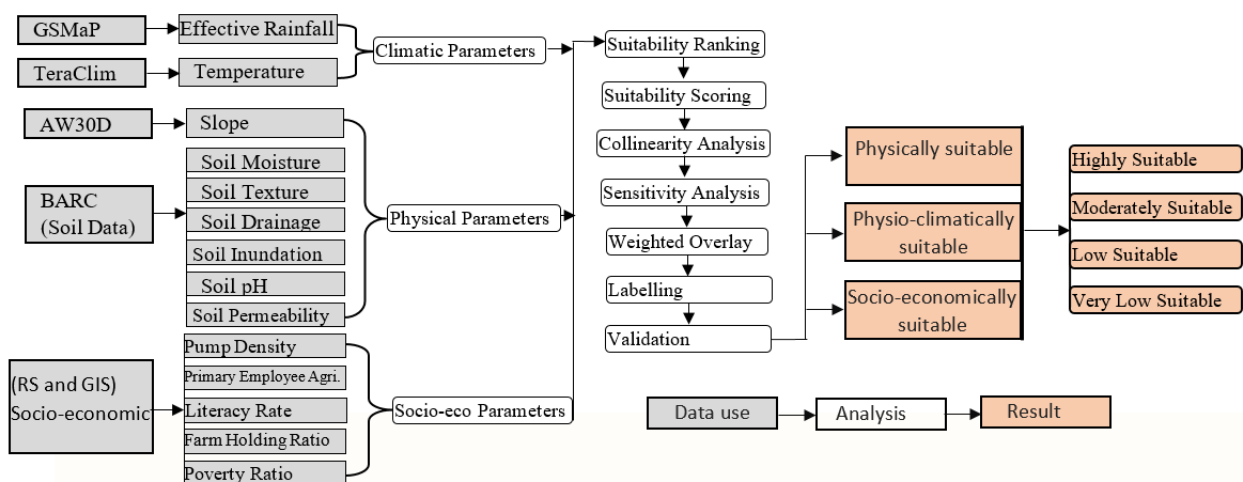 GSMaP
Effective Rainfall
TeraClim
Temperature
Climatic Parameters
AW30D
Slope
BARC
(Soil Data)
Soil Moisture
Soil Texture
Soil Drainage
Soil Inundation
Soil pH
Soil Permeability
Physical Parameters
(RS and GIS)
Socio-economic
Pump Density
Primary Employee Agri.
Literacy Rate
Farm Holding Ratio
Poverty Ratio
Socio-eco Parameters
Suitability Ranking
Suitability Scoring
Collinearity Analysis
Sensitivity Analysis
Weighted Overlay
Labelling
Validation
Physically suitable
Physio-climatically
suitable
Socio-economically
suitable
Highly Suitable
Moderately Suitable
Low Suitable
Very Low Suitable
Data use
Analysis
Result